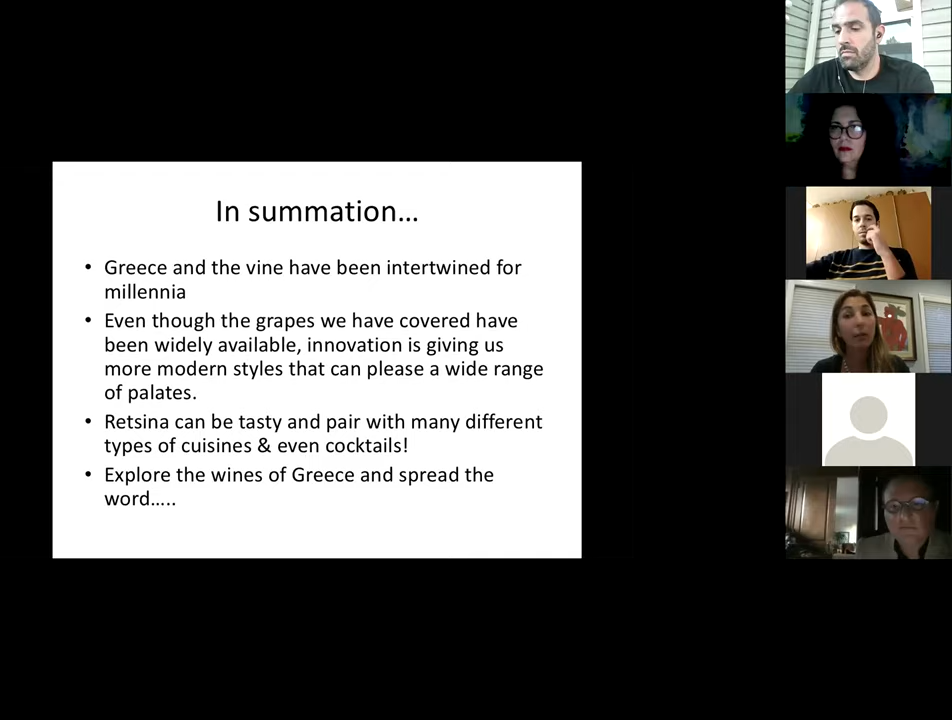 In summation…
• Greece and the vine have been intertwined for
millennia
• Even though the grapes we have covered have
been widely available, innovation is giving us
more modern styles that can please a wide range
of palates.
• Retsina can be tasty and pair with many different
types of cuisines & even cocktails!
• Explore the wines of Greece and spread the
word…..